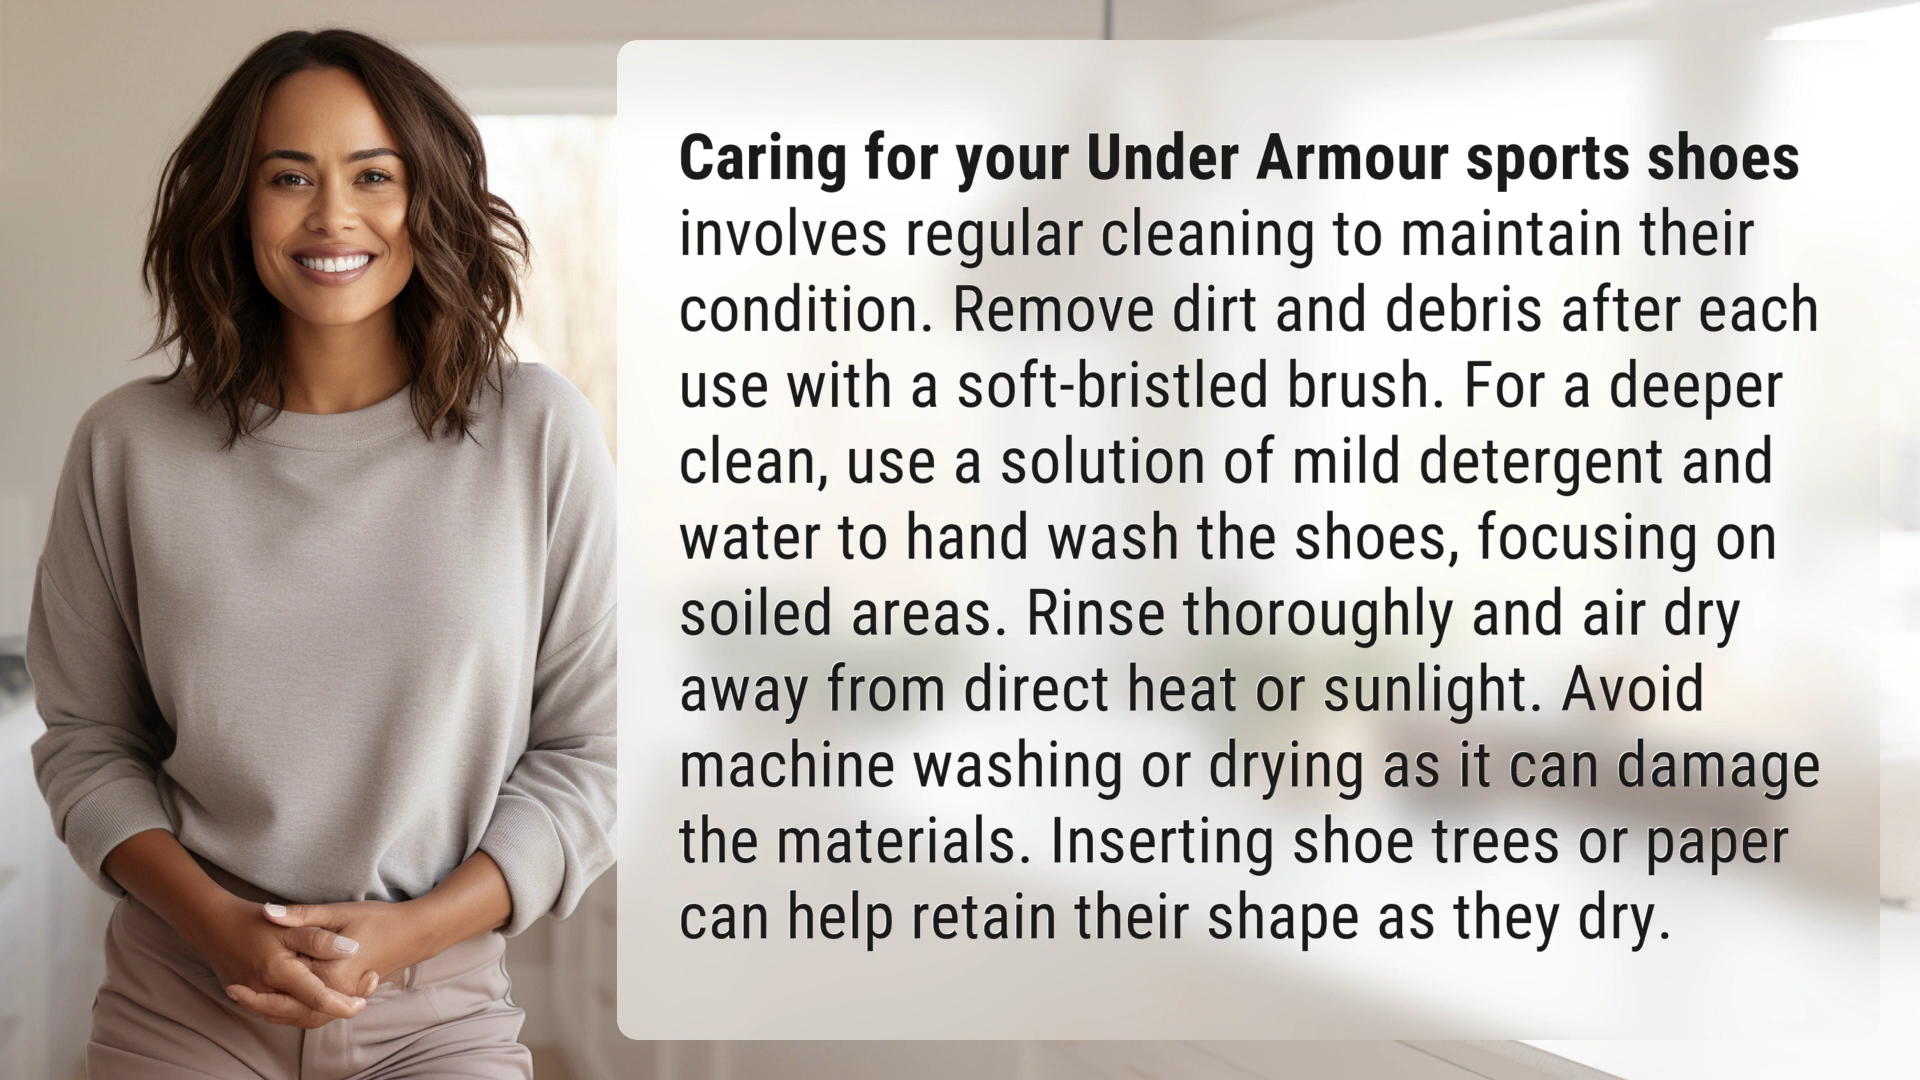 Caring for your Under Armour sports shoes
involves regular cleaning to maintain their
condition. Remove dirt and debris after each
use with a soft-bristled brush. For a deeper
clean, use a solution of mild detergent and
water to hand wash the shoes, focusing on
soiled areas. Rinse thoroughly and air dry
away from direct heat or sunlight. Avoid
machine washing or drying as it can damage
the materials. Inserting shoe trees or paper
can help retain their shape as they dry.